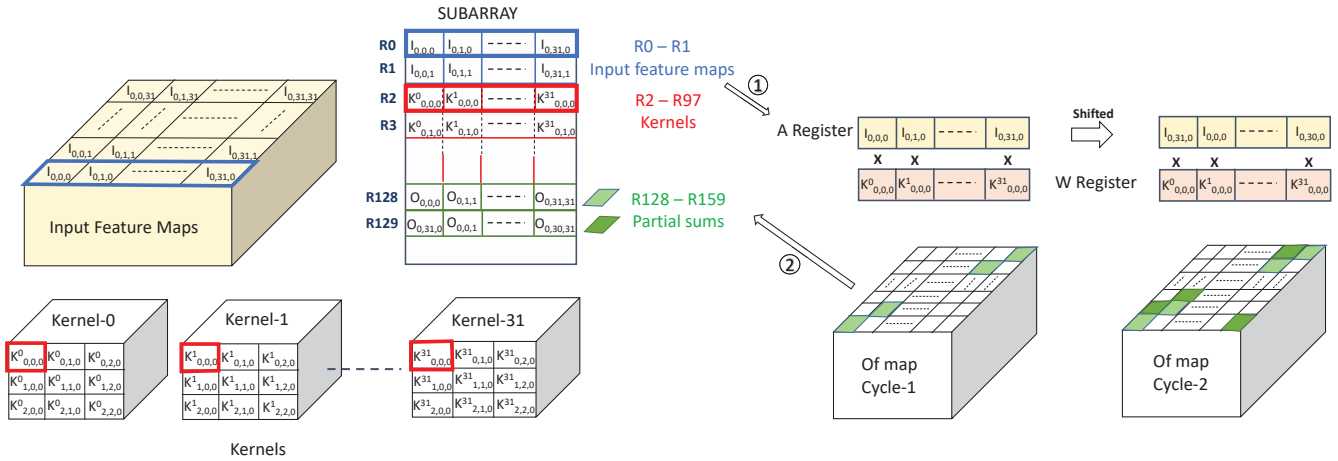 SUBARRAY
R0 I0,0,0 I0,1,0 ----- I0,31,0
R1 I0,0,1 I0,1,1 ----- I0,31,1
R2 K⁰0,0,0 K¹0,0,0 ----- K³¹0,0,0
R3 K⁰0,1,0 K¹0,1,0 ----- K³¹0,1,0
R128 O0,0,0 O0,1,1 ----- O0,31,31
R129 O0,31,0 O0,0,1 ----- O0,30,31
R0 – R1
Input feature maps
R2 – R97
Kernels
R128 – R159
Partial sums
I0,0,31 I0,1,31 I0,31,31
I0,0,1 I0,1,1 I0,31,1
I0,0,0 I0,1,0 I0,31,0
Input Feature Maps
①
A Register I0,0,0 I0,1,0 ---- I0,31,0
x x x
K⁰0,0,0 K¹0,0,0 ---- K³¹0,0,0
Shifted
I0,31,0 I0,0,0 ---- I0,30,0
x x x
W Register K⁰0,0,0 K¹0,0,0 ---- K³¹0,0,0
②
Of map
Cycle-1
Of map
Cycle-2
Kernel-0
K⁰0,0,0 K⁰0,1,0 K⁰0,2,0
K⁰1,0,0 K⁰1,1,0 K⁰1,2,0
K⁰2,0,0 K⁰2,1,0 K⁰2,2,0
Kernel-1
K¹0,0,0 K¹0,1,0 K¹0,2,0
K¹1,0,0 K¹1,1,0 K¹1,2,0
K¹2,0,0 K¹2,1,0 K¹2,2,0
Kernel-31
K³¹0,0,0 K³¹0,1,0 K³¹0,2,0
K³¹1,0,0 K³¹1,1,0 K³¹1,2,0
K³¹2,0,0 K³¹2,1,0 K³¹2,2,0
Kernels